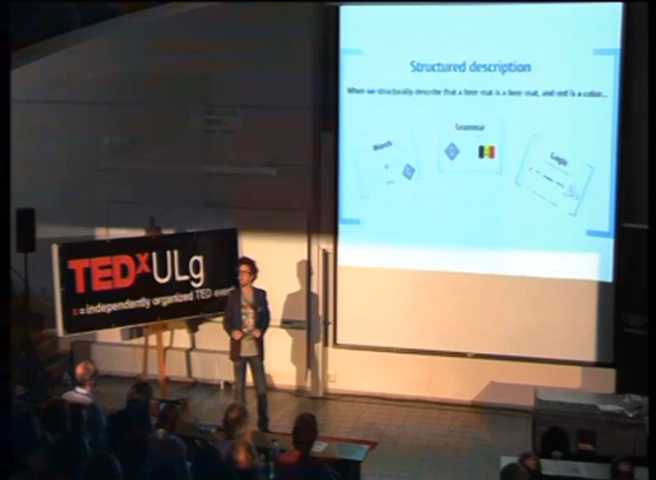 Structured description
When we structurally describe that a beer mat is a beer-mat, and red is a color...
Grammar
Words
Logic
TEDxULg
x = independently organized TED event